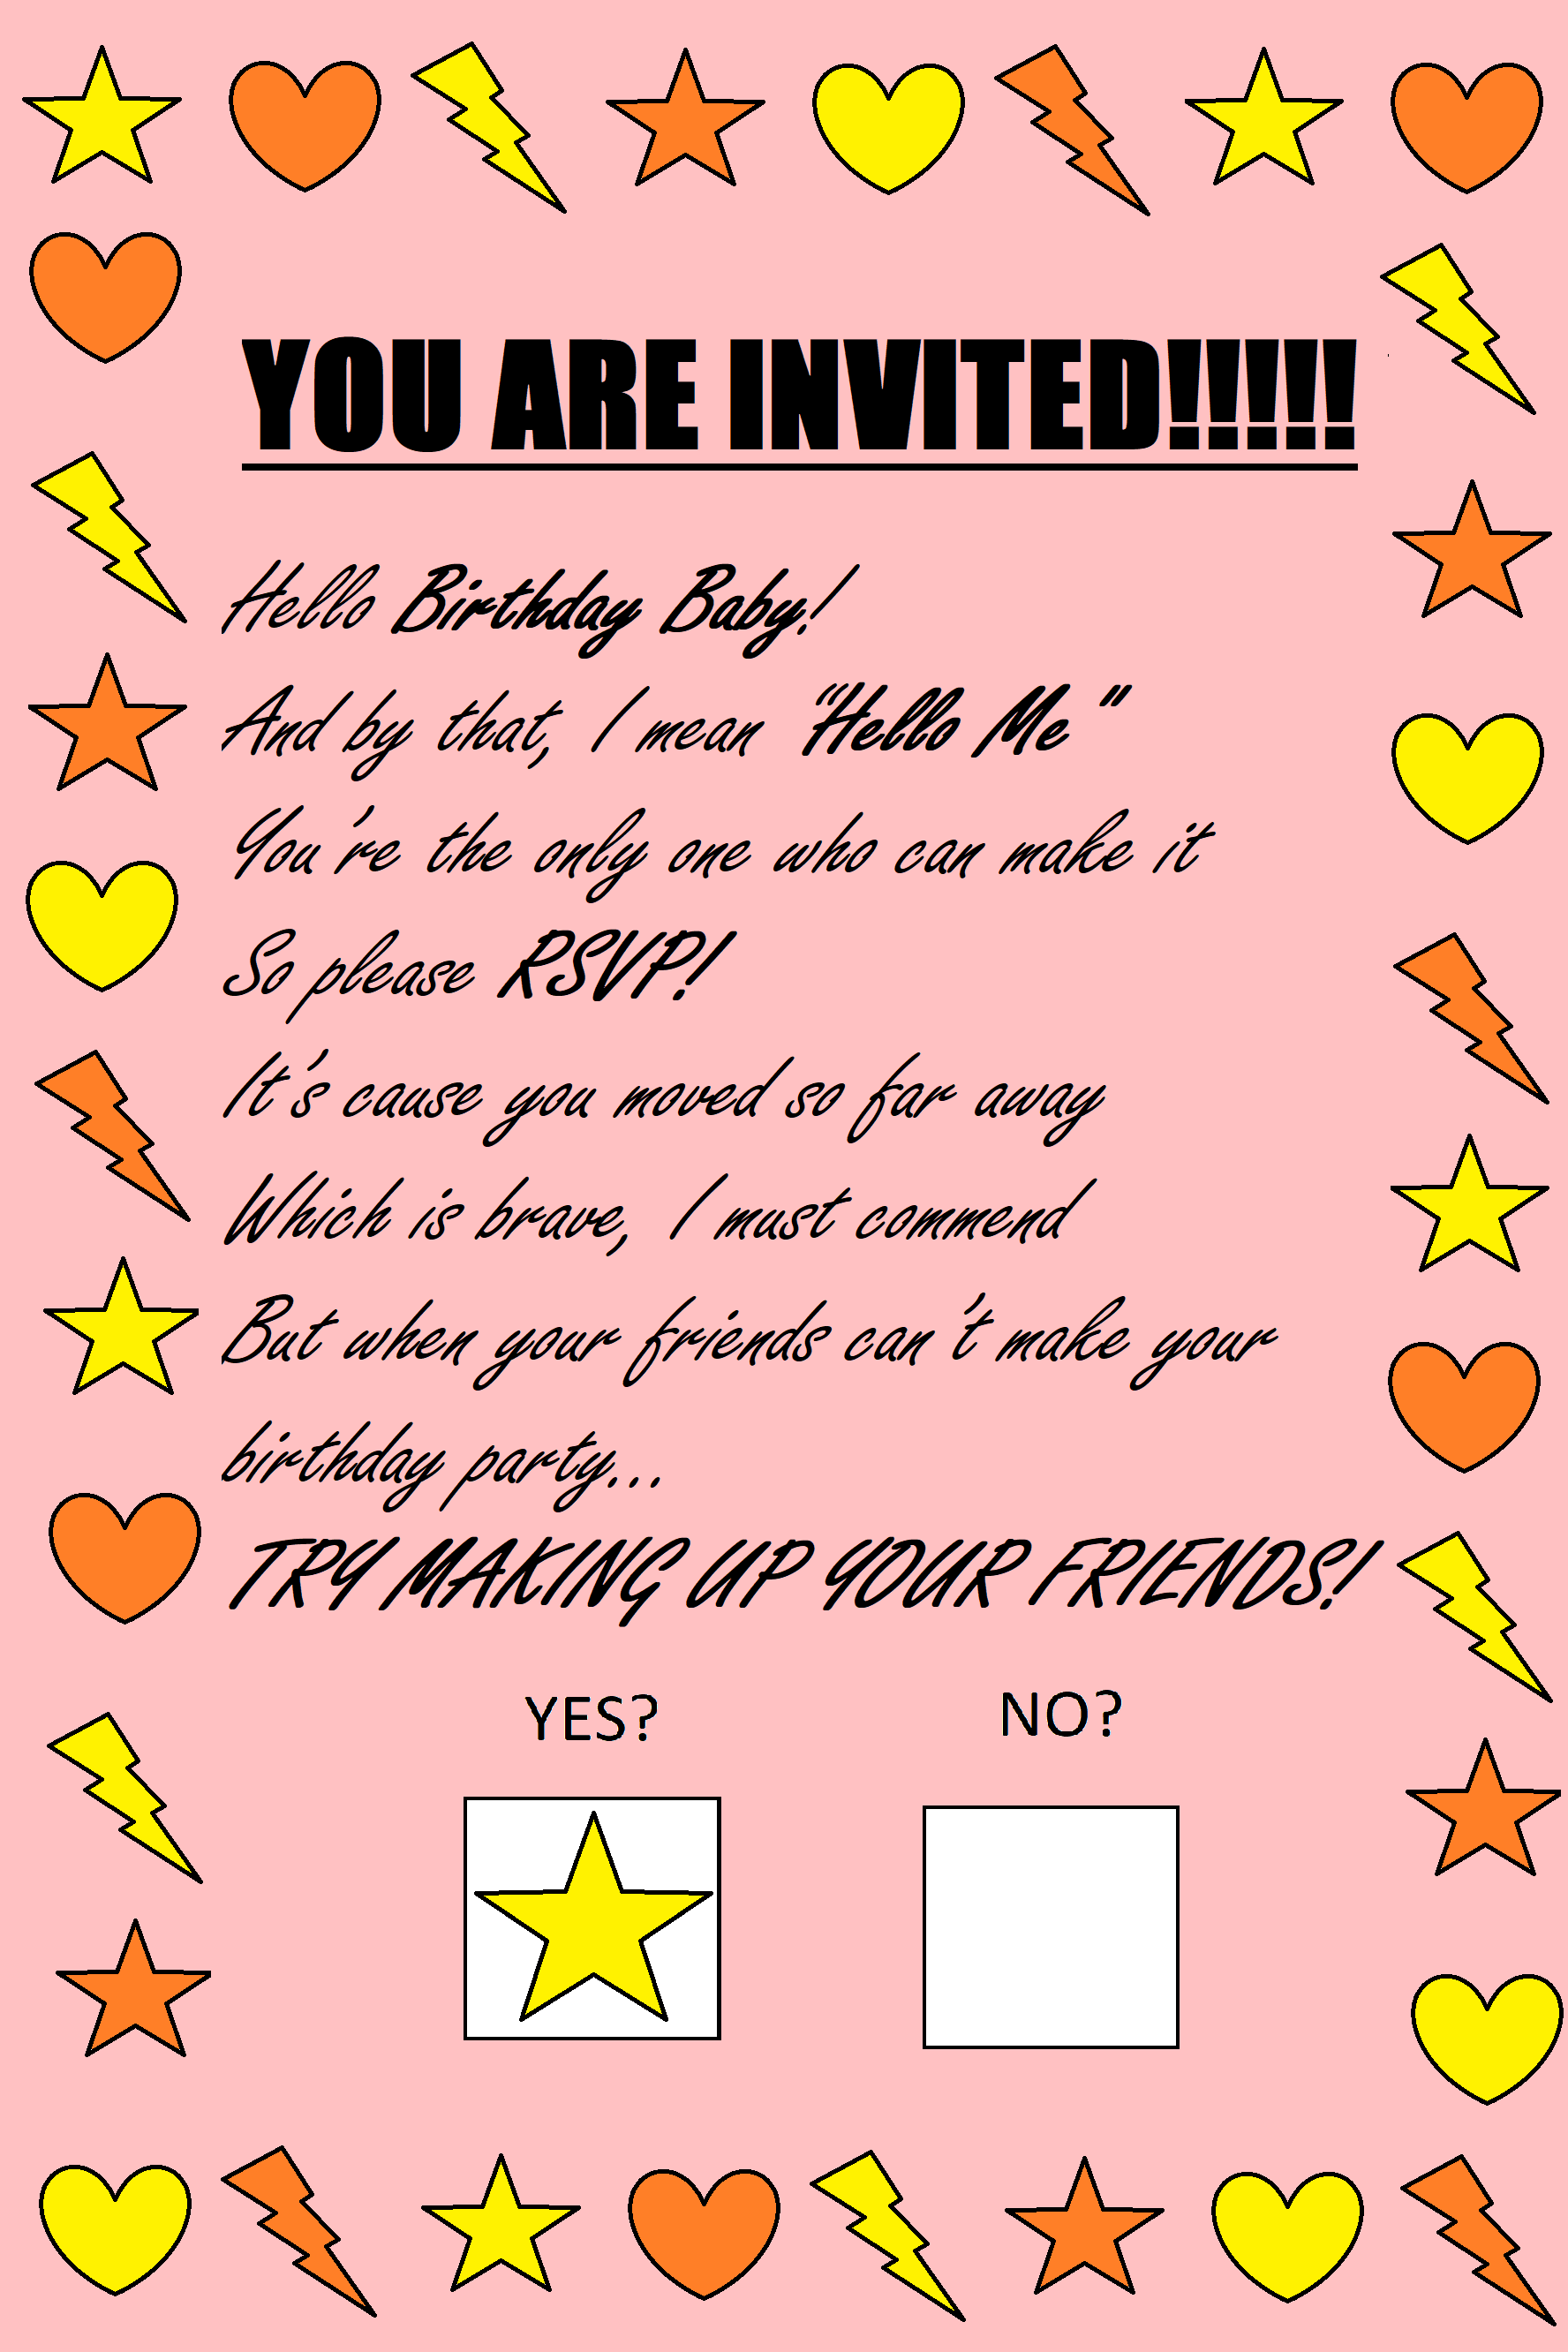 YOU ARE INVITED!!!!!
Hello Birthday Baby!
And by that, I mean "Hello Me"
You're the only one who can make it
So please RSVP!
It's cause you moved so far away
Which is brave, I must commend
But when your friends can't make your
birthday party...
TRY MAKING UP YOUR FRIENDS!
YES? NO?